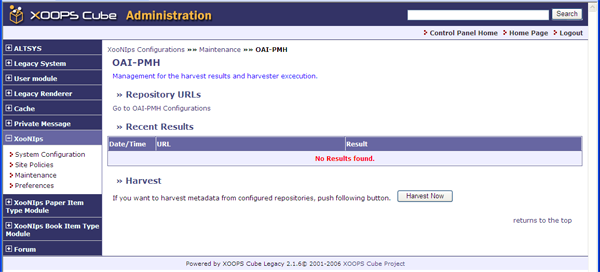 XOOPS Cube Administration
Search
Control Panel Home Home Page Logout
ALTSYS
Legacy System
User module
Legacy Renderer
Cache
Private Message
XooNIps
System Configuration
Site Policies
Maintenance
Preferences
XooNIps Paper Item
Type Module
XooNIps Book Item Type
Module
Forum
XooNIps Configurations »» Maintenance »» OAI-PMH
OAI-PMH
Management for the harvest results and harvester excecution.
» Repository URLs
Go to OAI-PMH Configurations
» Recent Results
Date/Time URL Result
No Results found.
» Harvest
If you want to harvest metadata from configured repositories, push following button. Harvest Now
returns to the top
Powered by XOOPS Cube Legacy 2.1.6© 2001-2006 XOOPS Cube Project